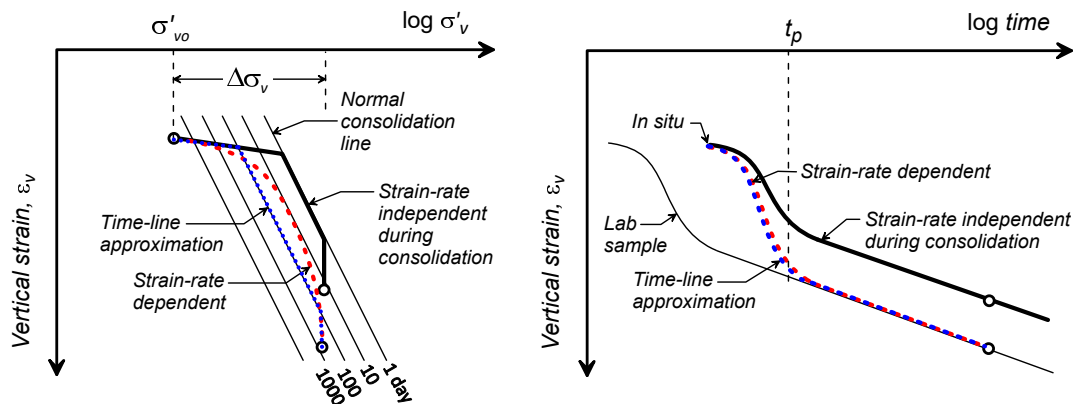 σ'vo
log σ'v
Δσv
Normal
consolidation
line
Vertical strain, εv
Time-line
approximation
Strain-rate
dependent
Strain-rate
independent
during
consolidation
1000
100
10
1 day
tp
log time
In situ
Strain-rate dependent
Vertical strain, εv
Lab
sample
Strain-rate independent
during consolidation
Time-line
approximation